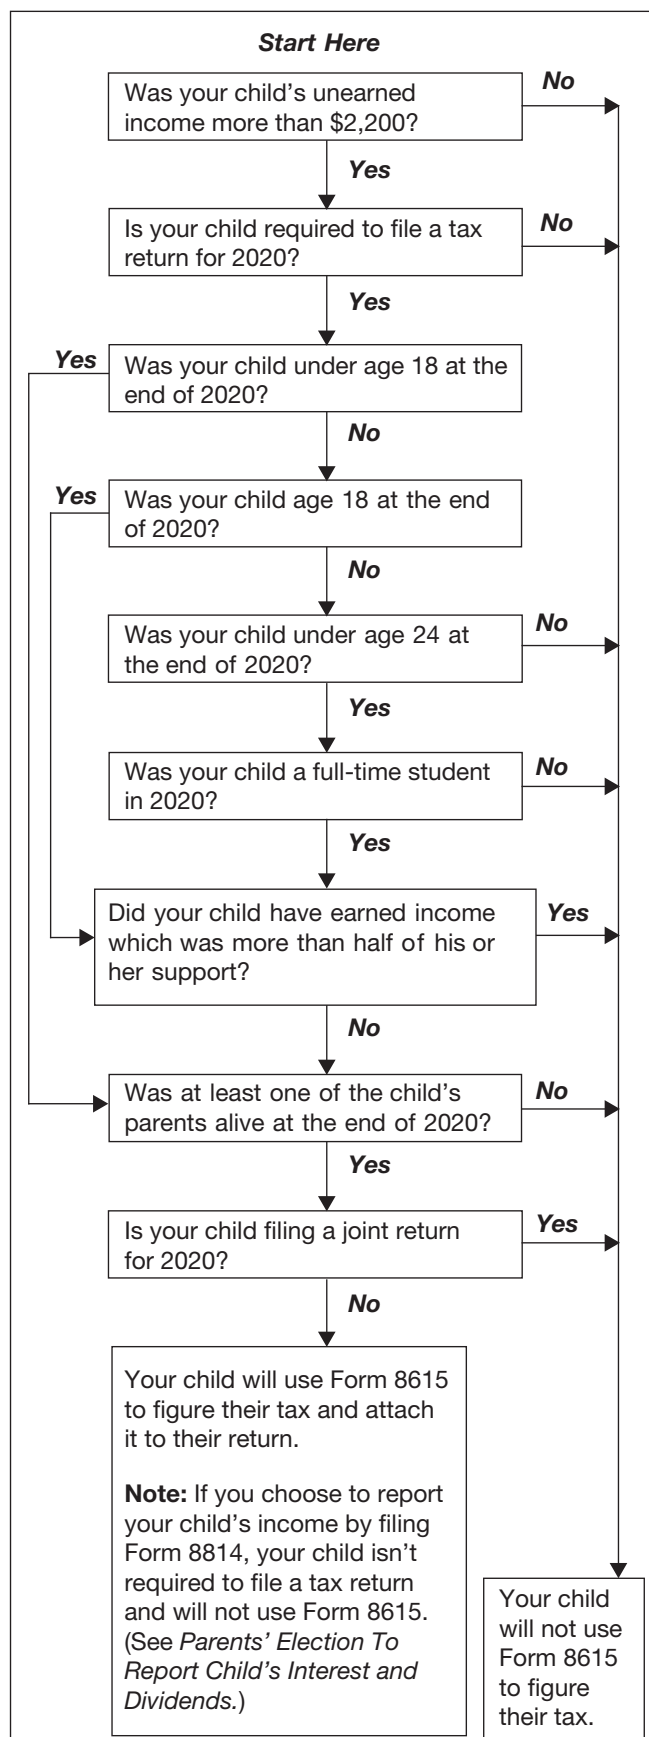 Start Here
Was your child's unearned
income more than $2,200?
No
Yes
Is your child required to file a tax
return for 2020?
No
Yes
Yes
Was your child under age 18 at the
end of 2020?
No
Yes
Was your child age 18 at the end
of 2020?
No
Was your child under age 24 at
the end of 2020?
No
Yes
Was your child a full-time student
in 2020?
No
Yes
Did your child have earned income
which was more than half of his or
her support?
Yes
No
Was at least one of the child's
parents alive at the end of 2020?
No
Yes
Is your child filing a joint return
for 2020?
Yes
No
Your child will use Form 8615
to figure their tax and attach
it to their return.
Note: If you choose to report
your child's income by filing
Form 8814, your child isn't
required to file a tax return
and will not use Form 8615.
(See Parents' Election To
Report Child's Interest and
Dividends.)
Your child
will not use
Form 8615
to figure
their tax.